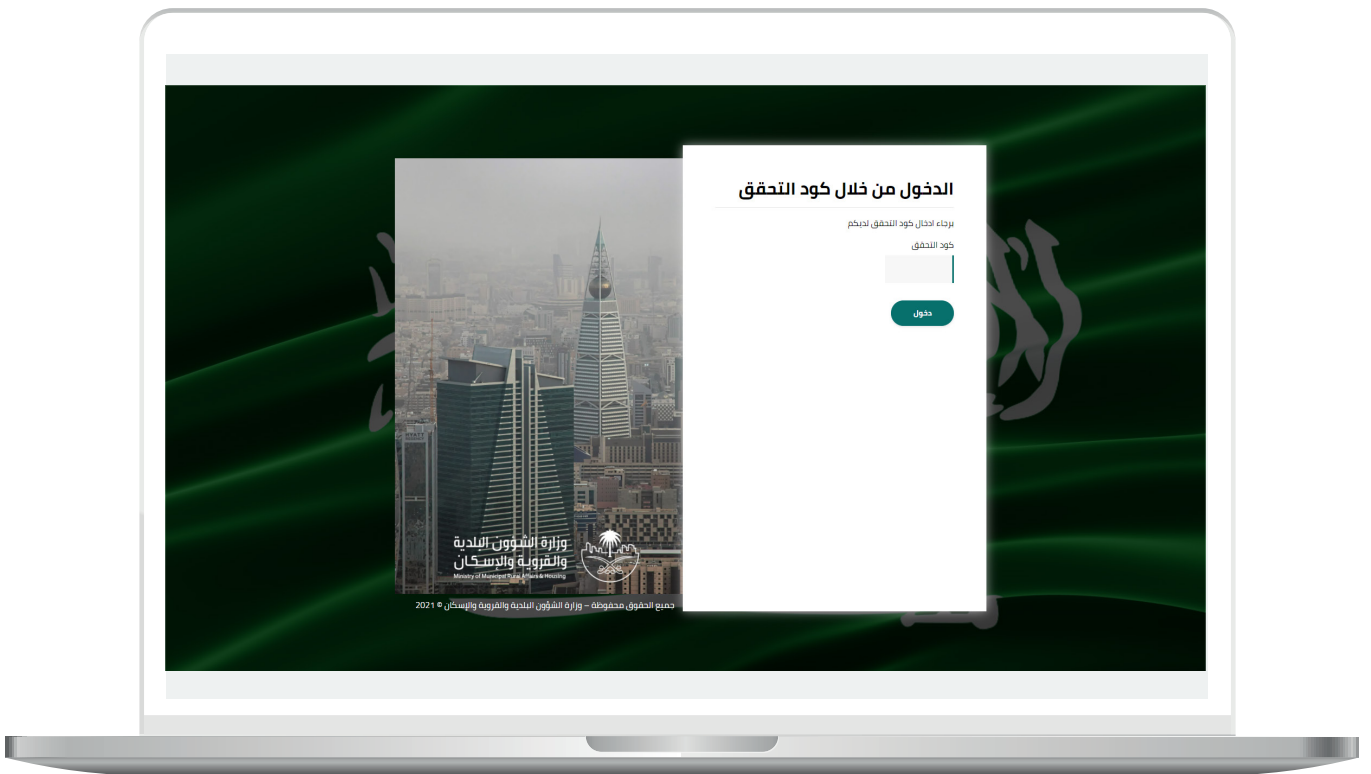 الدخول من خلال كود التحقق
برجاء ادخال كود التحقق لديكم
كود التحقق
دخول
وزارة الشؤون البلدية
والقروية والإسكان
Ministry of Municipal Rural Affairs & Housing
جميع الحقوق محفوظة – وزارة الشؤون البلدية والقروية والإسكان © 2021